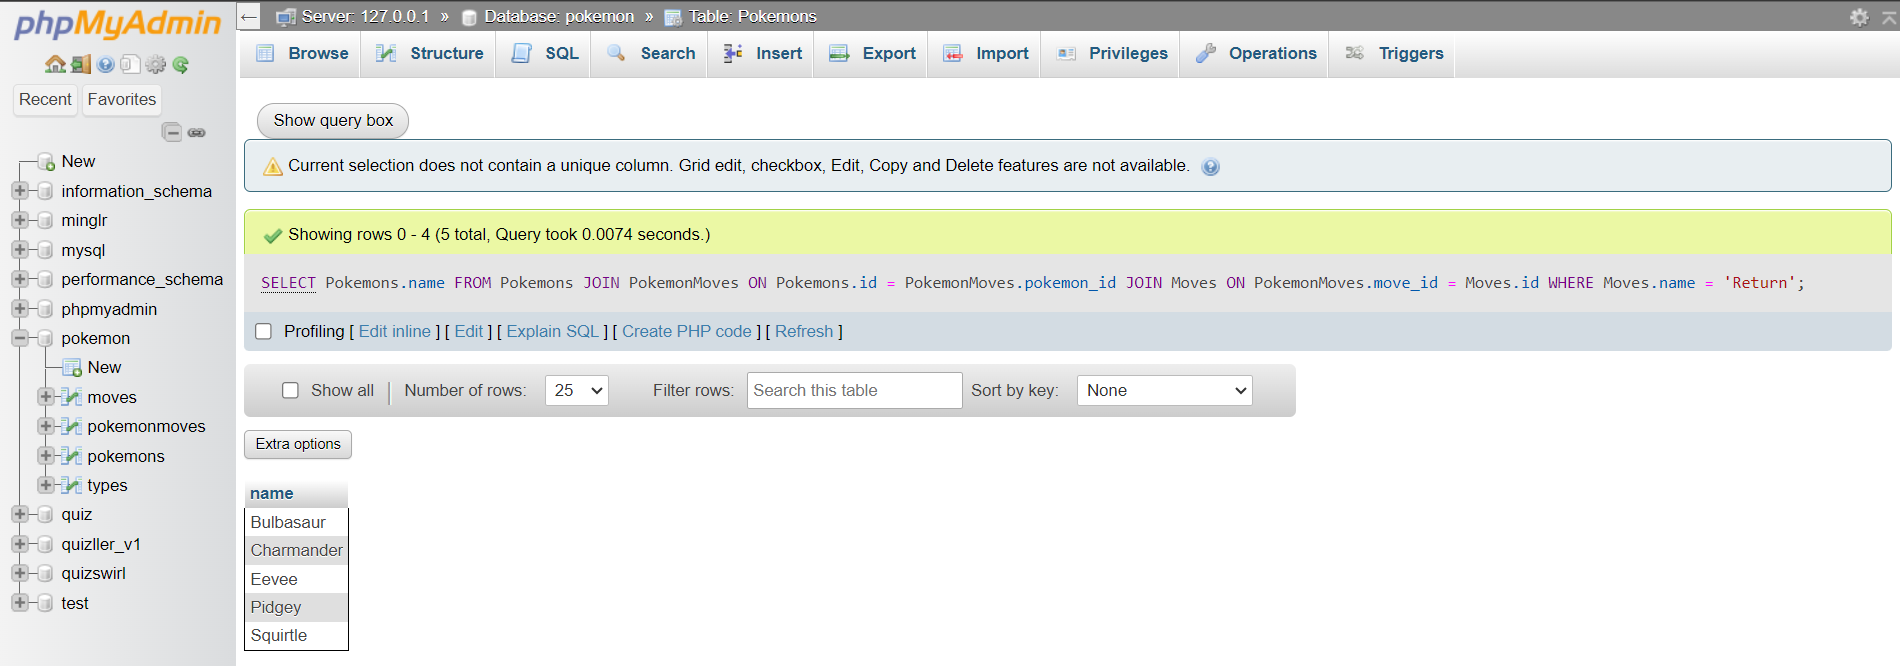 phpMyAdmin
Recent Favorites
New
information_schema
minglr
mysql
performance_schema
phpmyadmin
pokemon
New
moves
pokemonmoves
pokemons
types
quiz
quizller_v1
quizswirl
test
Server: 127.0.0.1 » Database: pokemon » Table: Pokemons
Browse Structure SQL Search Insert Export Import Privileges Operations Triggers
Show query box
Current selection does not contain a unique column. Grid edit, checkbox, Edit, Copy and Delete features are not available.
Showing rows 0 - 4 (5 total, Query took 0.0074 seconds.)
SELECT Pokemons.name FROM Pokemons JOIN PokemonMoves ON Pokemons.id = PokemonMoves.pokemon_id JOIN Moves ON PokemonMoves.move_id = Moves.id WHERE Moves.name = 'Return';
Profiling [ Edit inline ] [ Edit ] [ Explain SQL ] [ Create PHP code ] [ Refresh ]
Show all Number of rows: 25 Filter rows: Search this table Sort by key: None
Extra options
name
Bulbasaur
Charmander
Eevee
Pidgey
Squirtle